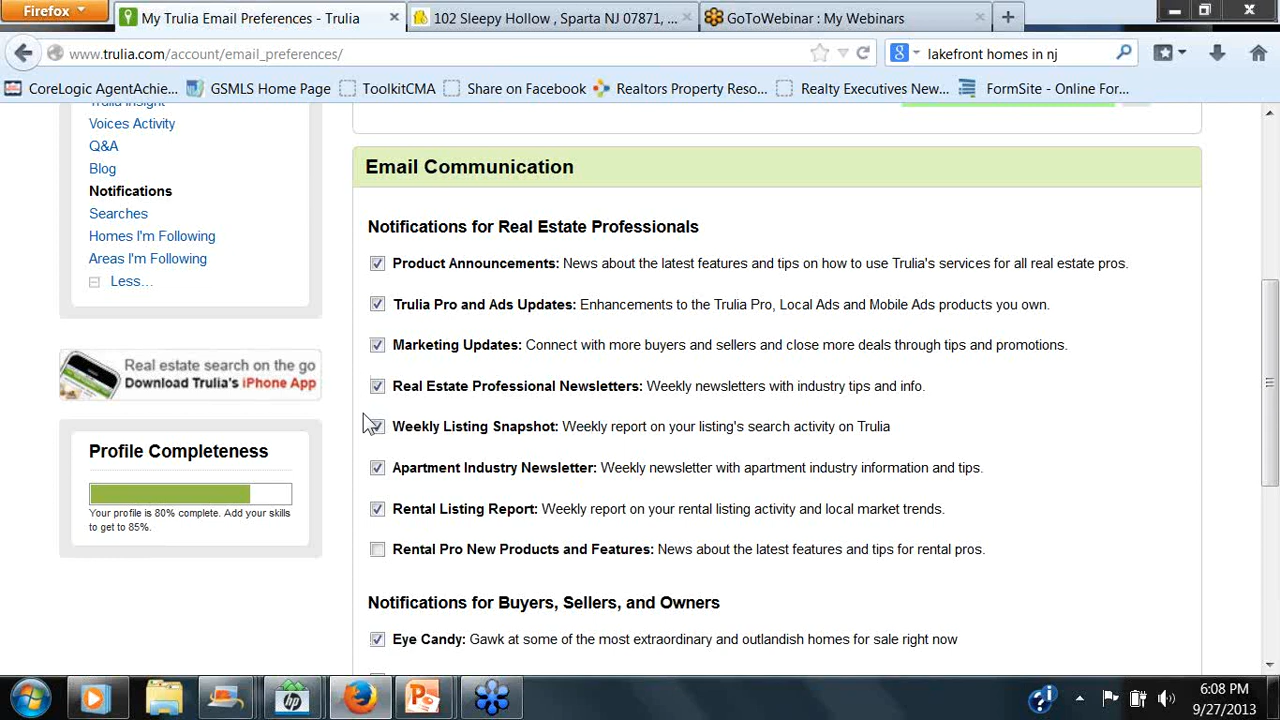 Firefox
My Trulia Email Preferences - Trulia
102 Sleepy Hollow , Sparta NJ 07871, ...
GoToWebinar : My Webinars
www.trulia.com/account/email_preferences/
lakefront homes in nj
CoreLogic AgentAchie...
GSMLS Home Page
ToolkitCMA
Share on Facebook
Realtors Property Reso...
Realty Executives New...
FormSite - Online For...
Trulia Insight
Voices Activity
Q&A
Blog
Notifications
Searches
Homes I'm Following
Areas I'm Following
Less...
Real estate search on the go
Download Trulia's iPhone App
Profile Completeness
Your profile is 80% complete. Add your skills
to get to 85%.
Email Communication
Notifications for Real Estate Professionals
Product Announcements: News about the latest features and tips on how to use Trulia's services for all real estate pros.
Trulia Pro and Ads Updates: Enhancements to the Trulia Pro, Local Ads and Mobile Ads products you own.
Marketing Updates: Connect with more buyers and sellers and close more deals through tips and promotions.
Real Estate Professional Newsletters: Weekly newsletters with industry tips and info.
Weekly Listing Snapshot: Weekly report on your listing's search activity on Trulia
Apartment Industry Newsletter: Weekly newsletter with apartment industry information and tips.
Rental Listing Report: Weekly report on your rental listing activity and local market trends.
Rental Pro New Products and Features: News about the latest features and tips for rental pros.
Notifications for Buyers, Sellers, and Owners
Eye Candy: Gawk at some of the most extraordinary and outlandish homes for sale right now
6:08 PM
9/27/2013